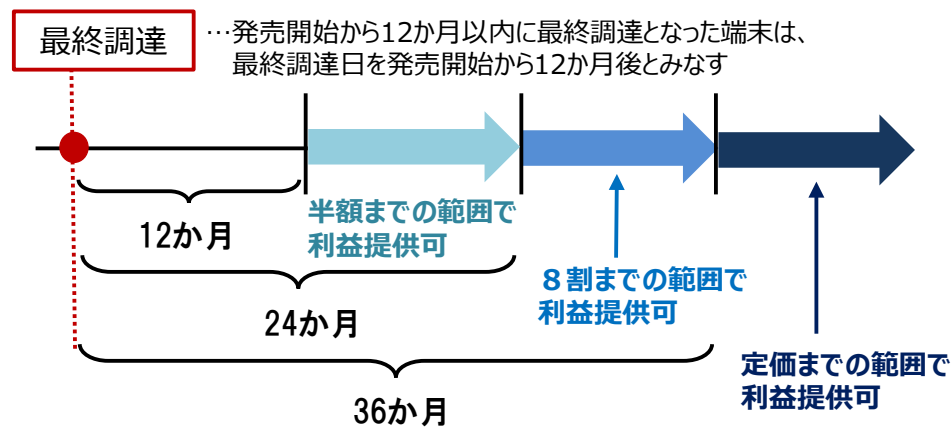 最終調達
…発売開始から12か月以内に最終調達となった端末は、
最終調達日を発売開始から12か月後とみなす
12か月
半額までの範囲で
利益提供可
24か月
８割までの範囲で
利益提供可
36か月
定価までの範囲で
利益提供可